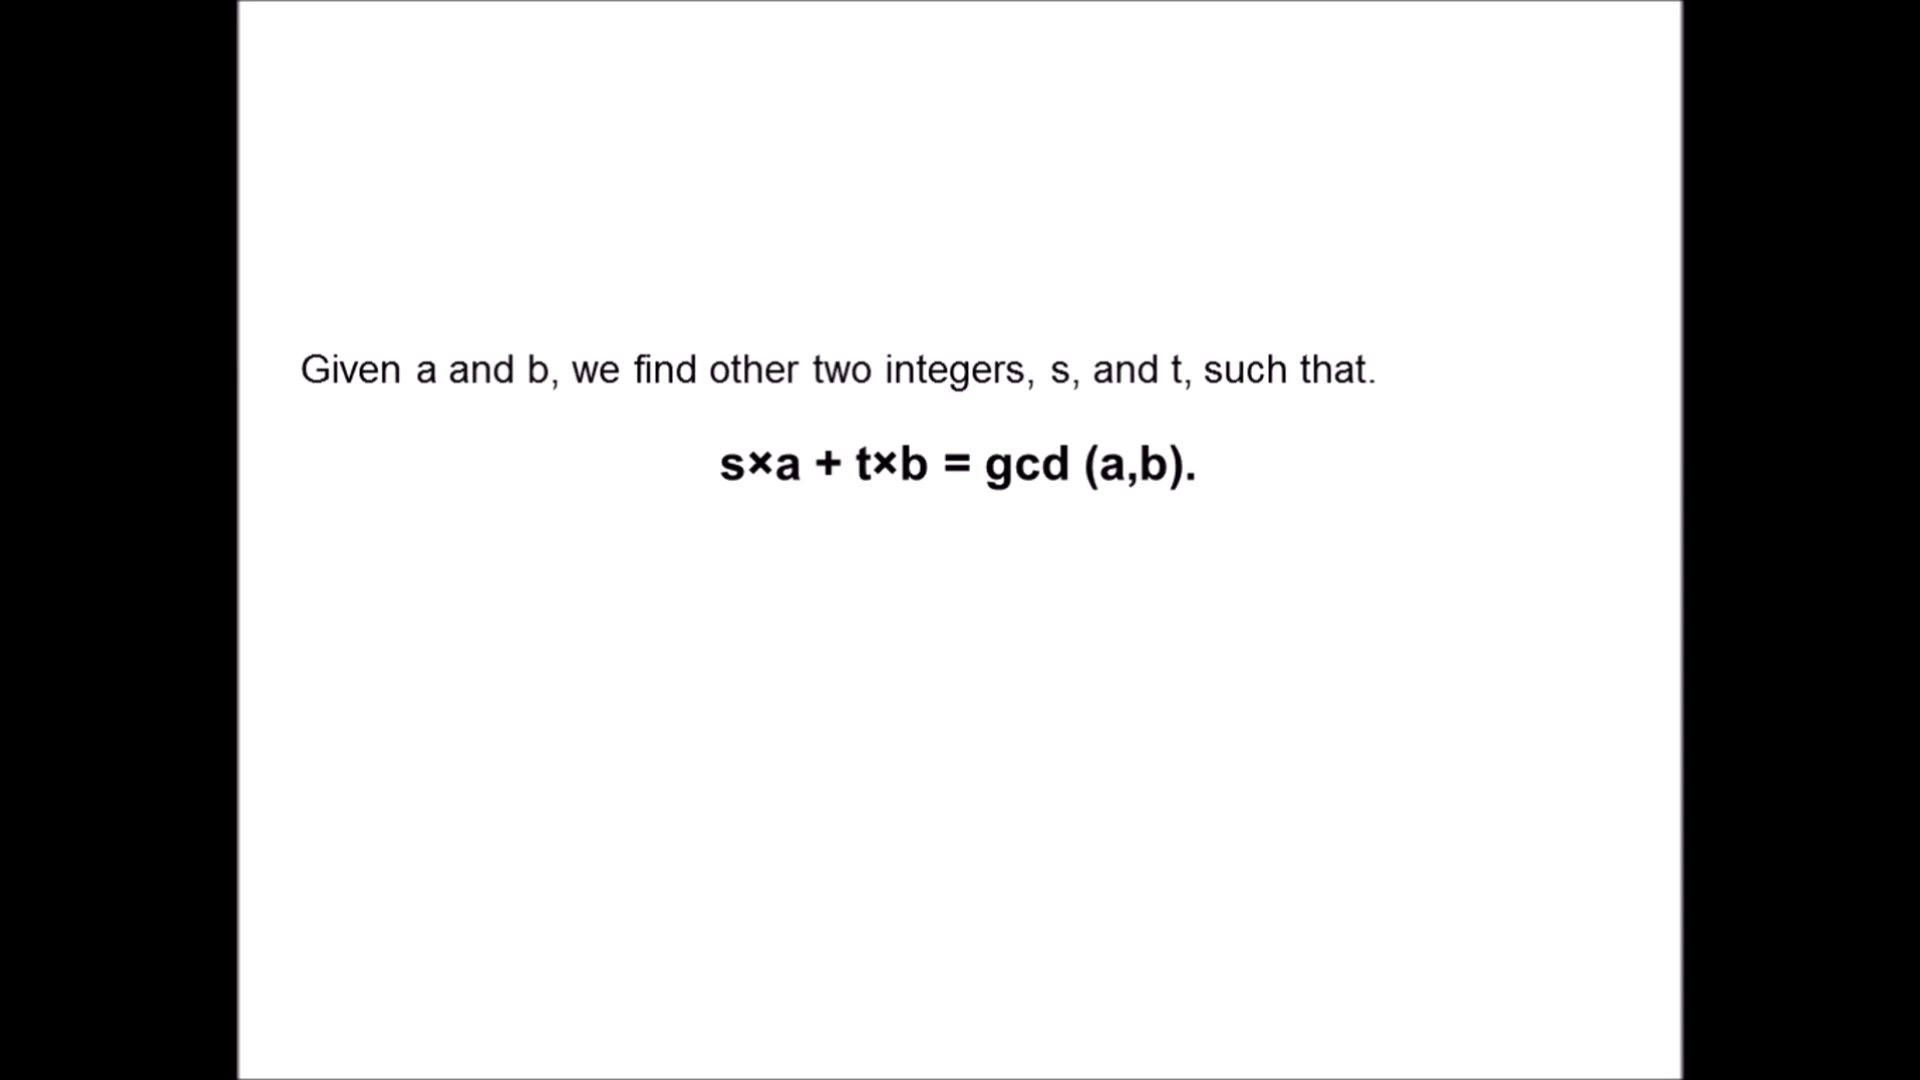 Given a and b, we find other two integers, s, and t, such that.
s×a + t×b = gcd (a,b).